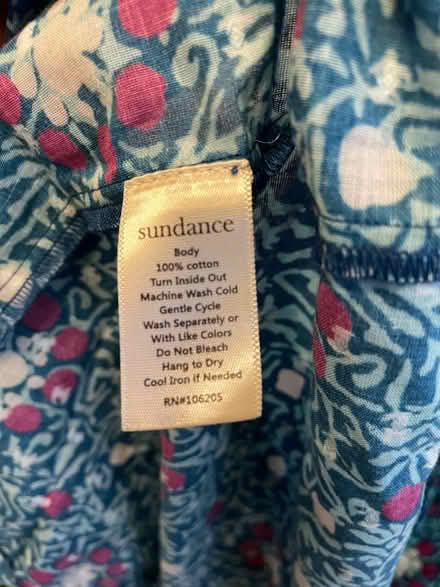 sundance
Body
100% cotton
Turn Inside Out
Machine Wash Cold
Gentle Cycle
Wash Separately or
With Like Colors
Do Not Bleach
Hang to Dry
Cool Iron if Needed
RN#106205